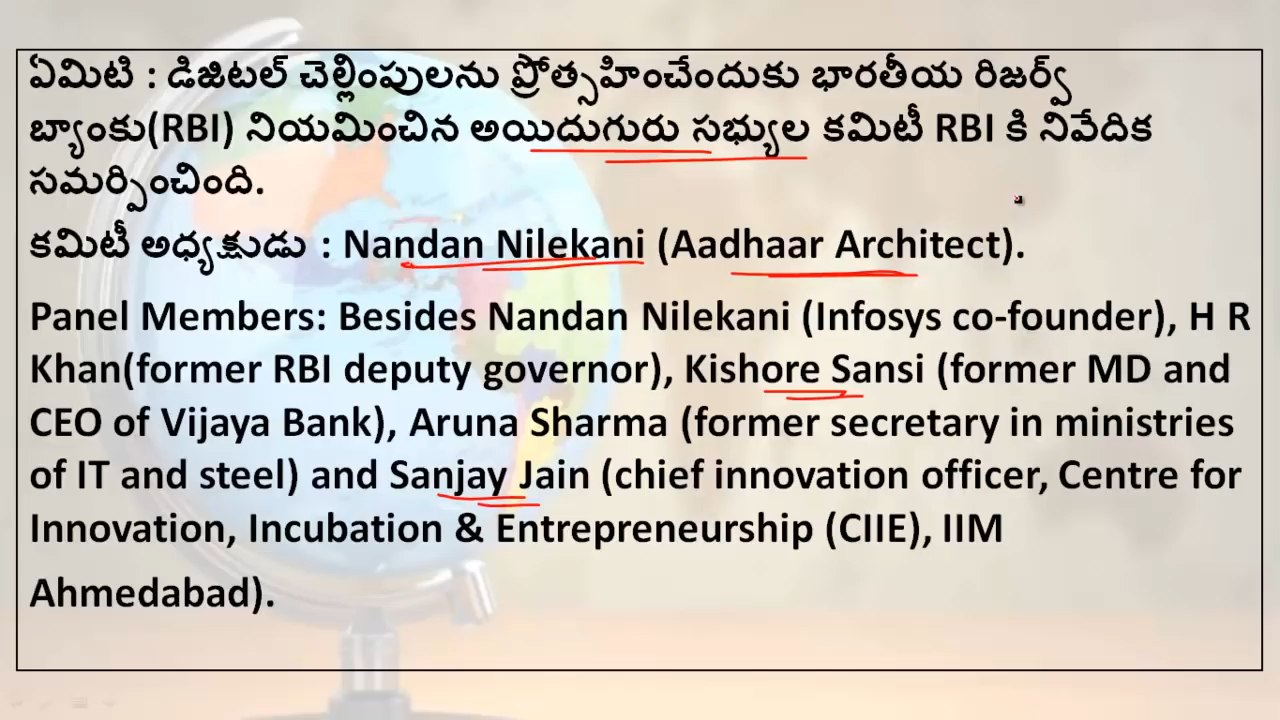 ఏమిటి : డిజిటల్ చెల్లింపులను ప్రోత్సహించేందుకు భారతీయ రిజర్వ్
బ్యాంకు(RBI) నియమించిన అయిదుగురు సభ్యుల కమిటీ RBI కి నివేదిక
సమర్పించింది.
కమిటీ అధ్యక్షుడు : Nandan Nilekani (Aadhaar Architect).
Panel Members: Besides Nandan Nilekani (Infosys co-founder), H R
Khan(former RBI deputy governor), Kishore Sansi (former MD and
CEO of Vijaya Bank), Aruna Sharma (former secretary in ministries
of IT and steel) and Sanjay Jain (chief innovation officer, Centre for
Innovation, Incubation & Entrepreneurship (CIIE), IIM
Ahmedabad).